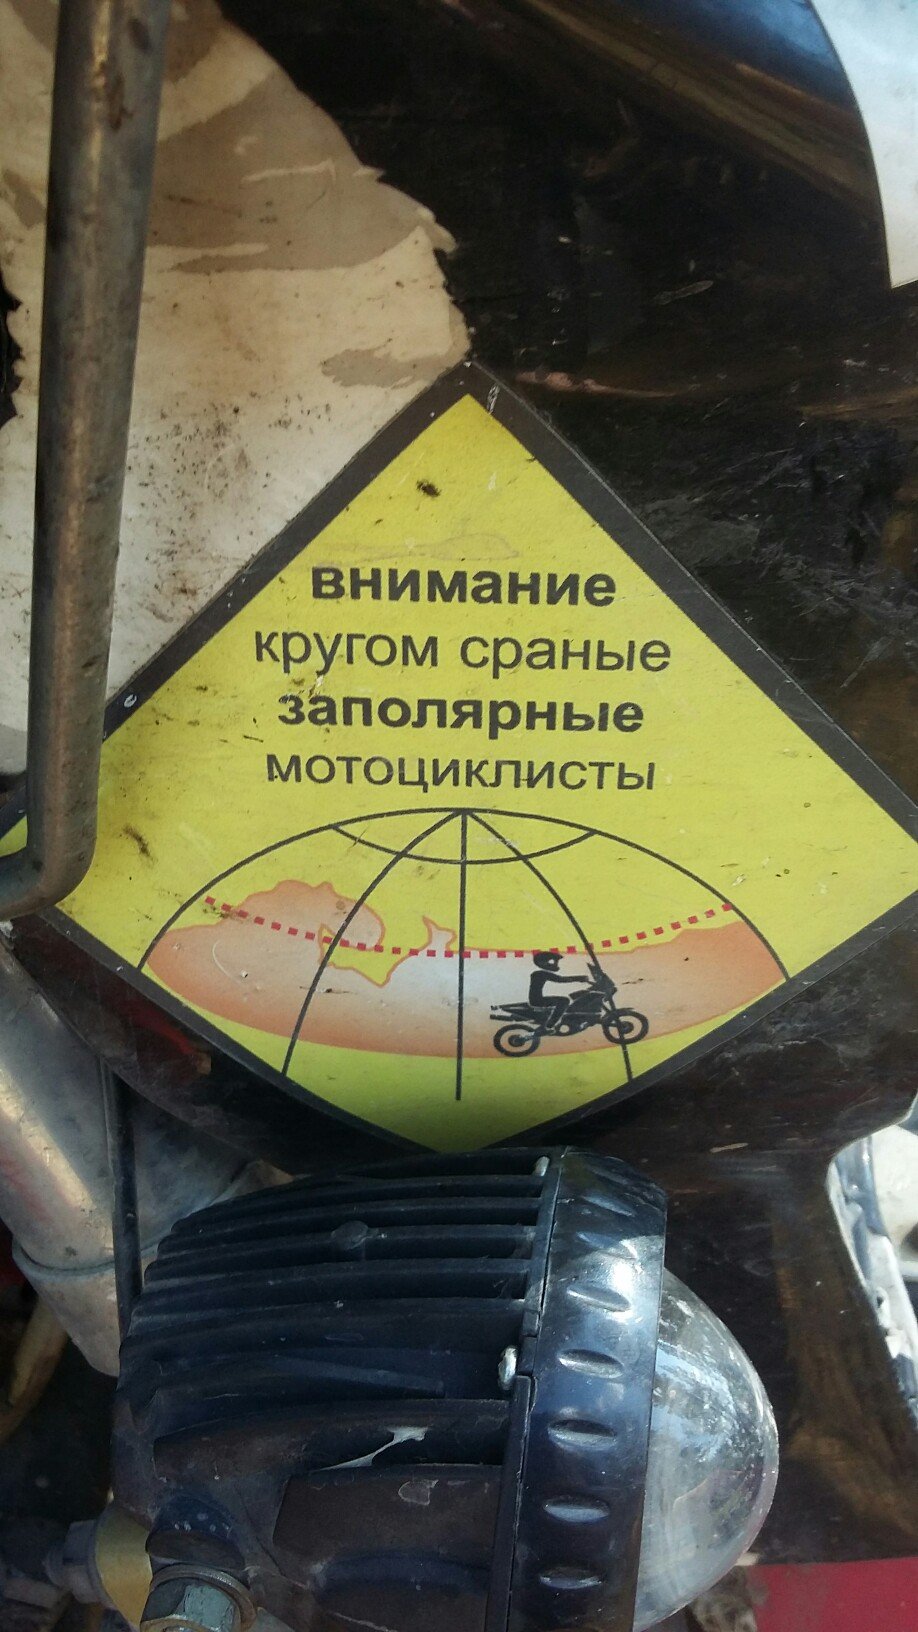 внимание
кругом сраные
заполярные
мотоциклисты